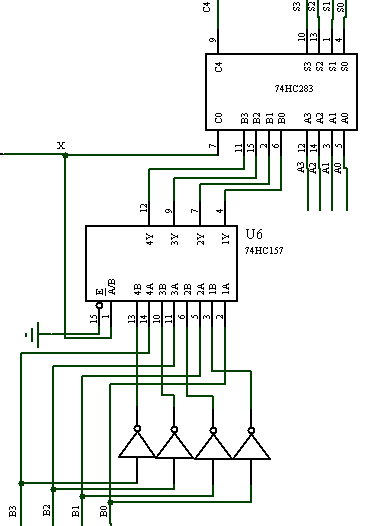 C4
S3
S2
S1
S0
9
10
13
1
4
C4
S3
S2
S1
S0
74HC283
C0
B3
B2
B1
B0
A3
A2
A1
A0
X
7
11
15
2
6
12
14
3
5
A3
A2
A1
A0
12
9
7
4
4Y
3Y
2Y
1Y
U6
74HC157
E
A/B
4B
4A
3B
3A
2B
2A
1B
1A
15
1
13
14
10
11
6
5
3
2
B3
B2
B1
B0